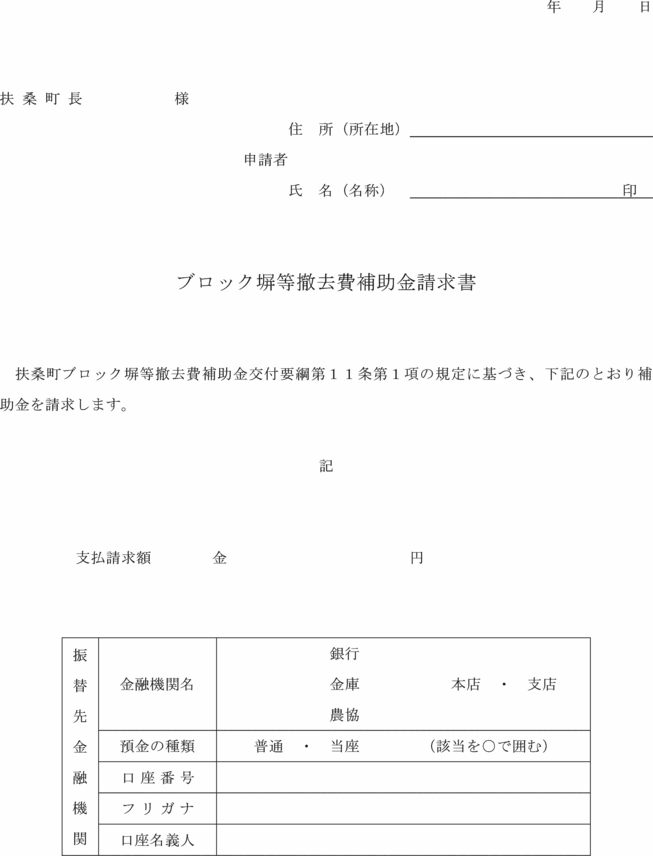 年　　月　　日
扶 桑 町 長　　　　　　様
住　所（所在地）
申請者
氏　名（名称）　　　　　　　　　　　　　　　印
ブロック塀等撤去費補助金請求書
扶桑町ブロック塀等撤去費補助金交付要綱第１１条第１項の規定に基づき、下記のとおり補
助金を請求します。
記
支払請求額　　　　金　　　　　　　　　　　　円
振替先金融機関
金融機関名
銀行
金庫　　　　　　本店　・　支店
農協
預金の種類　　普通　・　当座　　　　（該当を○で囲む）
口 座 番 号
フ リ ガ ナ
口座名義人